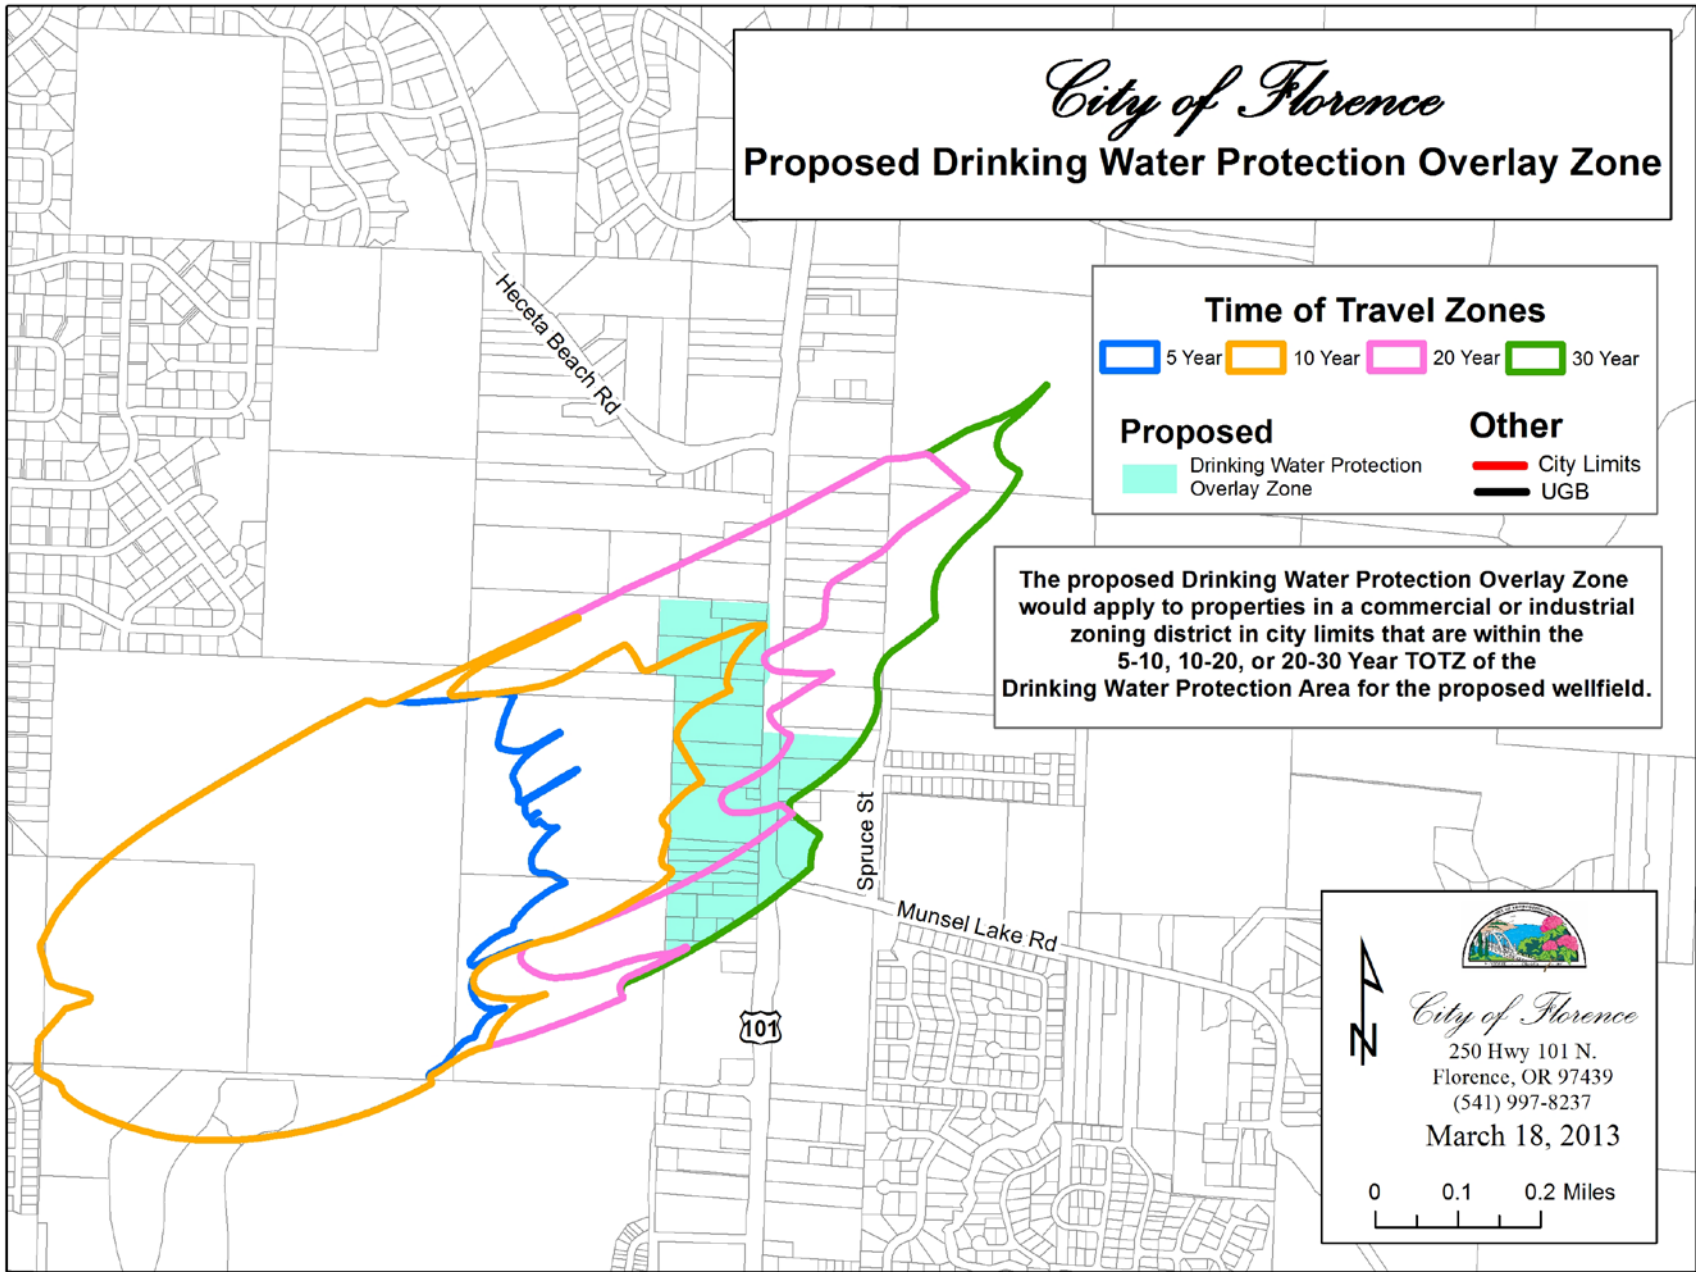 City of Florence
Proposed Drinking Water Protection Overlay Zone
Time of Travel Zones
5 Year
10 Year
20 Year
30 Year
Proposed
Drinking Water Protection
Overlay Zone
Other
City Limits
UGB
The proposed Drinking Water Protection Overlay Zone
would apply to properties in a commercial or industrial
zoning district in city limits that are within the
5-10, 10-20, or 20-30 Year TOTZ of the
Drinking Water Protection Area for the proposed wellfield.
Heceta Beach Rd
Spruce St
Munsel Lake Rd
101
N
City of Florence
250 Hwy 101 N.
Florence, OR 97439
(541) 997-8237
March 18, 2013
0 0.1 0.2 Miles